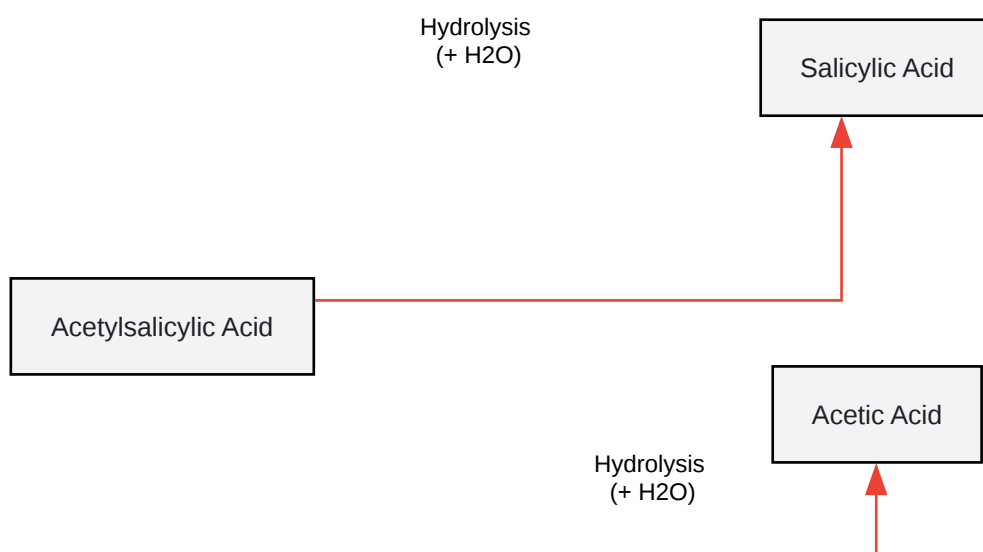 Hydrolysis
(+ H2O)
Salicylic Acid
Acetylsalicylic Acid
Acetic Acid
Hydrolysis
(+ H2O)